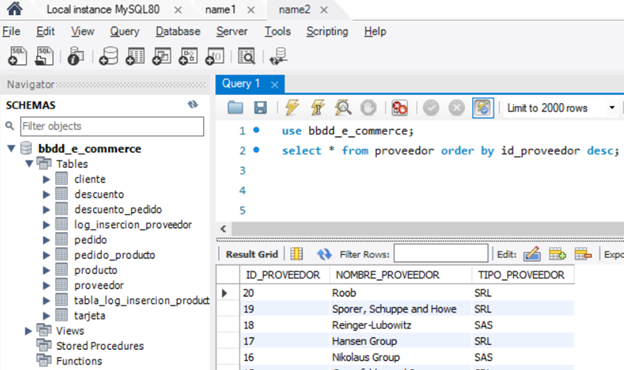 Local instance MySQL80 name1 name2
File Edit View Query Database Server Tools Scripting Help
Navigator
SCHEMAS
Filter objects
bbdd_e_commerce
Tables
cliente
descuento
descuento_pedido
log_insercion_proveedor
pedido
pedido_producto
producto
proveedor
tabla_log_insercion_product
tarjeta
Views
Stored Procedures
Functions
Query 1
Limit to 2000 rows
1 use bbdd_e_commerce;
2 select * from proveedor order by id_proveedor desc;
3
4
5
Result Grid Filter Rows: Edit: Expo
ID_PROVEEDOR NOMBRE_PROVEEDOR TIPO_PROVEEDOR
20 Roob SRL
19 Sporer, Schuppe and Howe SRL
18 Reinger-Lubowitz SAS
17 Hansen Group SRL
16 Nikolaus Group SAS